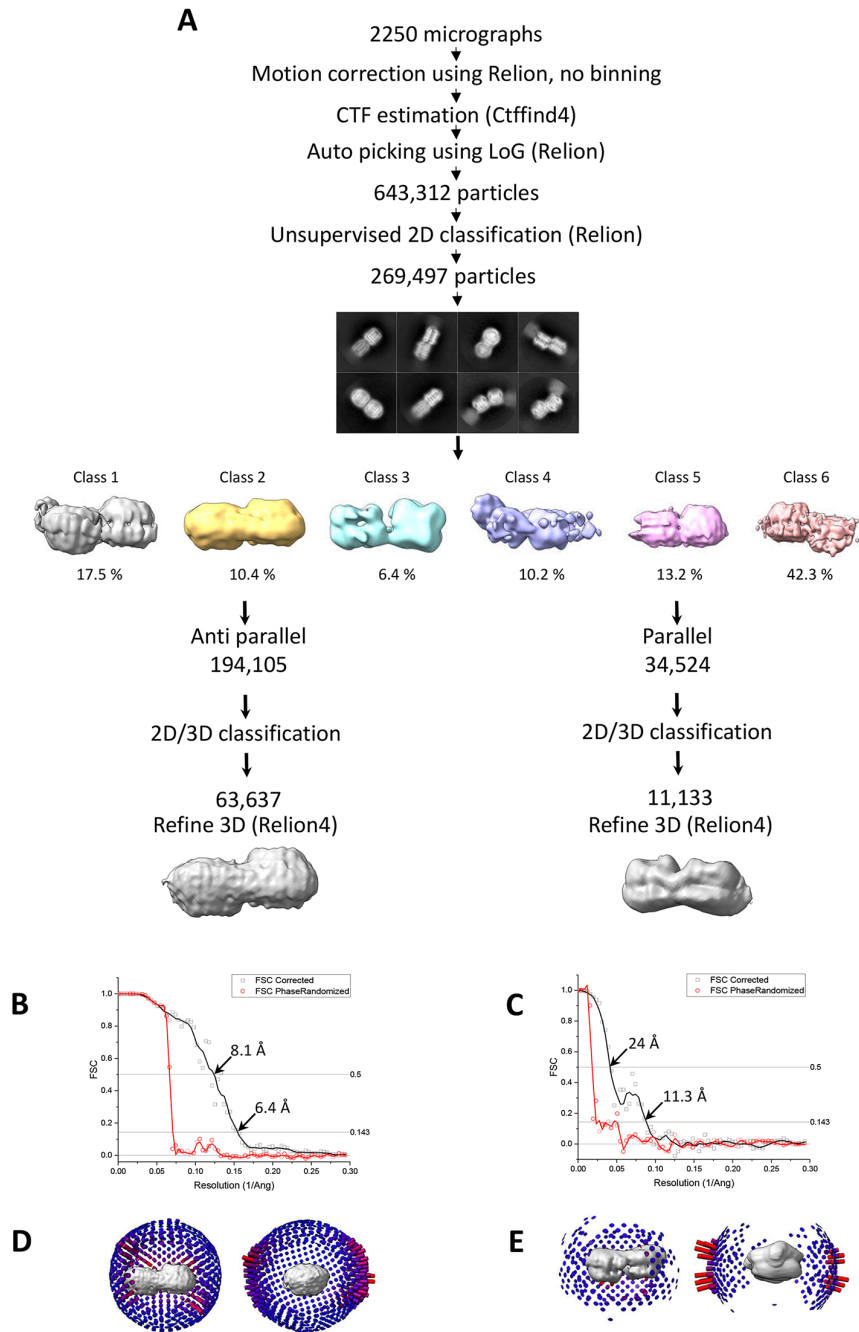 A
2250 micrographs
Motion correction using Relion, no binning
CTF estimation (Ctffind4)
Auto picking using LoG (Relion)
643,312 particles
Unsupervised 2D classification (Relion)
269,497 particles
Class 1 Class 2 Class 3 Class 4 Class 5 Class 6
17.5 % 10.4 % 6.4 % 10.2 % 13.2 % 42.3 %
Anti parallel
194,105
2D/3D classification
63,637
Refine 3D (Relion4)
Parallel
34,524
2D/3D classification
11,133
Refine 3D (Relion4)
B
FSC Corrected
FSC PhaseRandomized
1.0
0.8
0.6
0.4
0.2
0.0
FSC
8.1 Å
6.4 Å
0.5
0.143
0.00 0.05 0.10 0.15 0.20 0.25 0.30
Resolution (1/Ang)
C
FSC Corrected
FSC PhaseRandomized
1.0
0.8
0.6
0.4
0.2
0.0
FSC
24 Å
11.3 Å
0.5
0.143
0.00 0.05 0.10 0.15 0.20 0.25 0.30
Resolution (1/Ang)
D
E